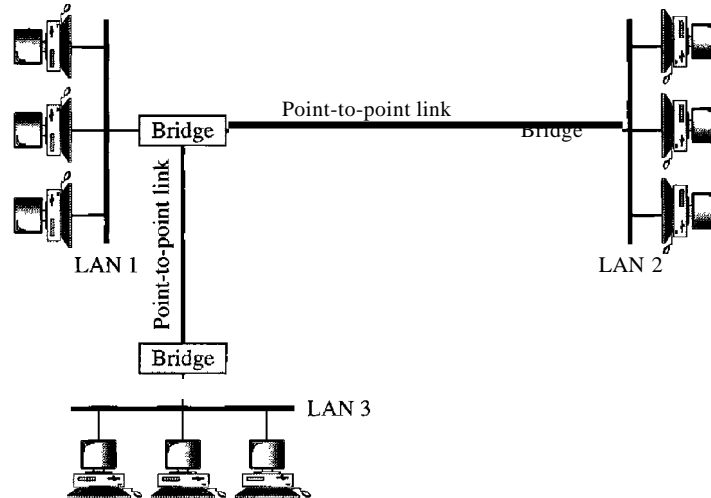 Point-to-point link
Bridge
Bridge
Point-to-point link
LAN 1
LAN 2
Bridge
LAN 3